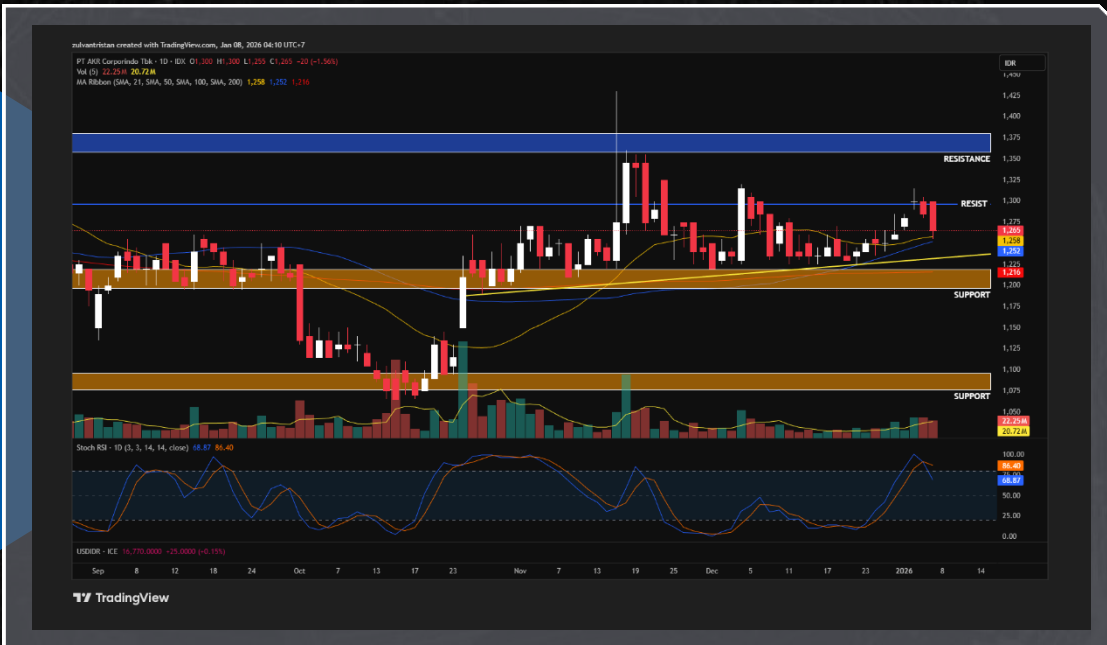 zulvantristan created with TradingView.com, Jan 08, 2026 04:10 UTC+7
PT AKR Corporindo Tbk · 1D · IDX O1,300 H1,300 L1,255 C1,265 -20 (-1.56%)
Vol (5) 22.25M 20.72M
MA Ribbon (SMA, 21, SMA, 50, SMA, 100, SMA, 200) 1,258 1,252 1,216
IDR
1,450
1,425
1,400
1,375
RESISTANCE
1,350
1,325
RESIST
1,300
1,275
1,265
1,258
1,252
1,225
1,216
1,200
SUPPORT
1,175
1,150
1,125
1,100
1,075
SUPPORT
1,050
22.25M
20.72M
Stoch RSI · 1D (3, 3, 14, 14, close) 68.87 86.40
100.00
86.40
75.00
68.87
50.00
25.00
0.00
USDIDR · ICE 16,770.0000 +25.0000 (+0.15%)
Sep 8 12 18 24 Oct 7 13 17 23 Nov 7 13 19 25 Dec 5 11 17 23 2026 8 14
TradingView